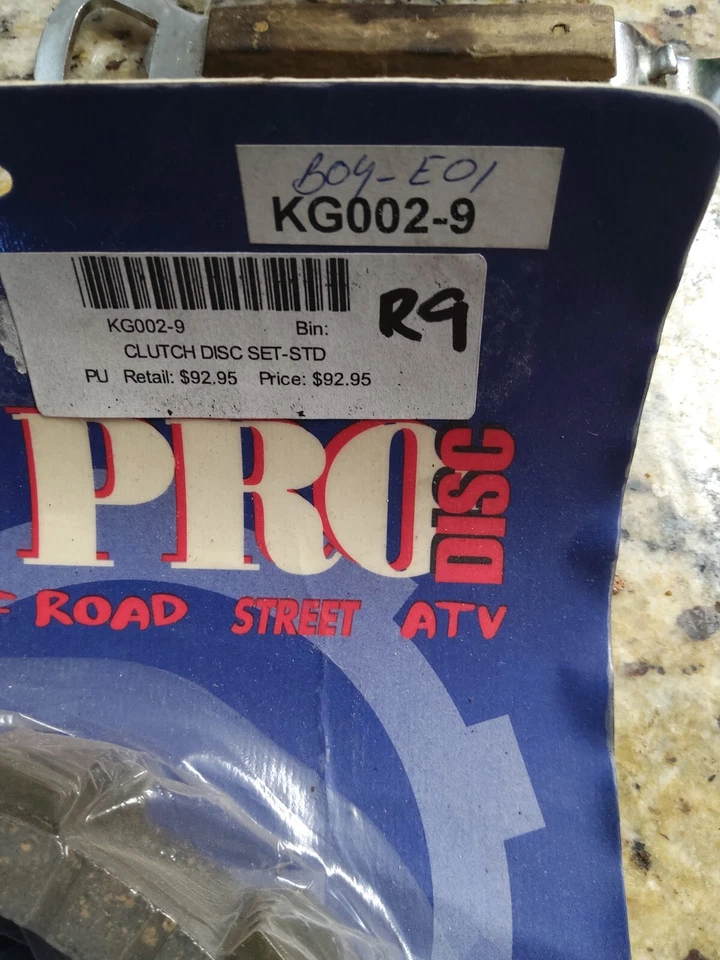 B04-E01
KG002-9
R9
KG002-9 Bin:
CLUTCH DISC SET-STD
PU Retail: $92.95 Price: $92.95
PRO DISC
F ROAD STREET ATV